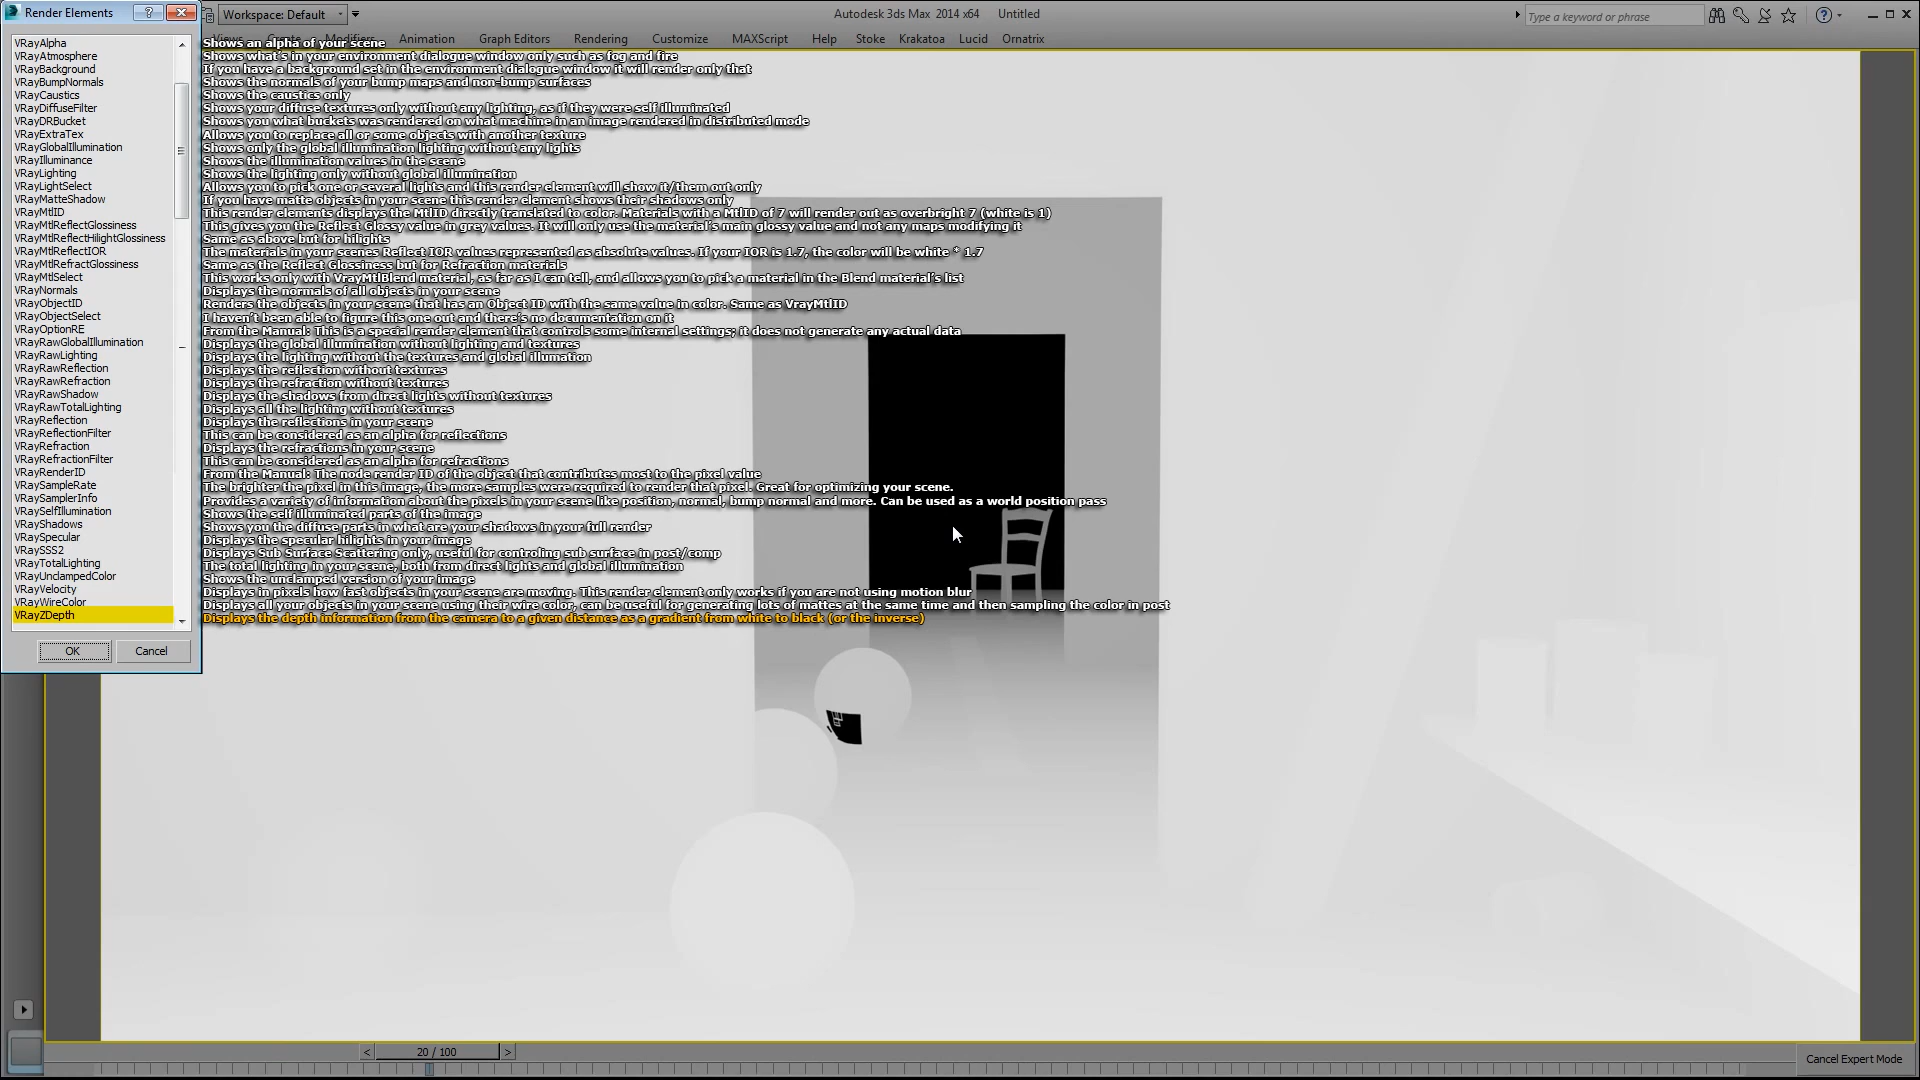 Render Elements
Workspace: Default
Autodesk 3ds Max 2014 x64 Untitled
Type a keyword or phrase
Views Create Modifiers Animation Graph Editors Rendering Customize MAXScript Help Stoke Krakatoa Lucid Ornatrix
VRayAlpha Shows an alpha of your scene
VRayAtmosphere Shows what's in your environment dialogue window only such as fog and fire
VRayBackground If you have a background set in the environment dialogue window it will render only that
VRayBumpNormals Shows the normals of your bump maps and non-bump surfaces
VRayCaustics Shows the caustics only
VRayDiffuseFilter Shows your diffuse textures only without any lighting, as if they were self illuminated
VRayDRBucket Shows you what buckets was rendered on what machine in an image rendered in distributed mode
VRayExtraTex Allows you to replace all or some objects with another texture
VRayGlobalIllumination Shows only the global illumination lighting without any lights
VRayIlluminance Shows the illumination values in the scene
VRayLighting Shows the lighting only without global illumination
VRayLightSelect Allows you to pick one or several lights and this render element will show it/them out only
VRayMatteShadow If you have matte objects in your scene this render element shows their shadows only
VRayMtlID This render elements displays the MtlID directly translated to color. Materials with a MtlID of 7 will render out as overbright 7 (white is 1)
VRayMtlReflectGlossiness This gives you the Reflect Glossy value in grey values. It will only use the material's main glossy value and not any maps modifying it
VRayMtlReflectHilightGlossiness Same as above but for hilights
VRayMtlReflectIOR The materials in your scenes Reflect IOR values represented as absolute values. If your IOR is 1.7, the color will be white * 1.7
VRayMtlRefractGlossiness Same as the Reflect Glossiness but for Refraction materials
VRayMtlSelect This works only with VrayMtlBlend material, as far as I can tell, and allows you to pick a material in the Blend material's list
VRayNormals Displays the normals of all objects in your scene
VRayObjectID Renders the objects in your scene that has an Object ID with the same value in color. Same as VrayMtlID
VRayObjectSelect I haven't been able to figure this one out and there's no documentation on it
VRayOptionRE From the Manual: This is a special render element that controls some internal settings; it does not generate any actual data
VRayRawGlobalIllumination Displays the global illumination without lighting and textures
VRayRawLighting Displays the lighting without the textures and global illumation
VRayRawReflection Displays the reflection without textures
VRayRawRefraction Displays the refraction without textures
VRayRawShadow Displays the shadows from direct lights without textures
VRayRawTotalLighting Displays all the lighting without textures
VRayReflection Displays the reflections in your scene
VRayReflectionFilter This can be considered as an alpha for reflections
VRayRefraction Displays the refractions in your scene
VRayRefractionFilter This can be considered as an alpha for refractions
VRayRenderID From the Manual: The node render ID of the object that contributes most to the pixel value
VRaySampleRate The brighter the pixel in this image, the more samples were required to render that pixel. Great for optimizing your scene.
VRaySamplerInfo Provides a variety of information about the pixels in your scene like position, normal, bump normal and more. Can be used as a world position pass
VRaySelfIllumination Shows the self illuminated parts of the image
VRayShadows Shows you the diffuse parts in what are your shadows in your full render
VRaySpecular Displays the specular hilights in your image
VRaySSS2 Displays Sub Surface Scattering only, useful for controling sub surface in post/comp
VRayTotalLighting The total lighting in your scene, both from direct lights and global illumination
VRayUnclampedColor Shows the unclamped version of your image
VRayVelocity Displays in pixels how fast objects in your scene are moving. This render element only works if you are not using motion blur
VRayWireColor Displays all your objects in your scene using their wire color, can be useful for generating lots of mattes at the same time and then sampling the color in post
VRayZDepth Displays the depth information from the camera to a given distance as a gradient from white to black (or the inverse)
OK Cancel
< 20 / 100 >
Cancel Expert Mode